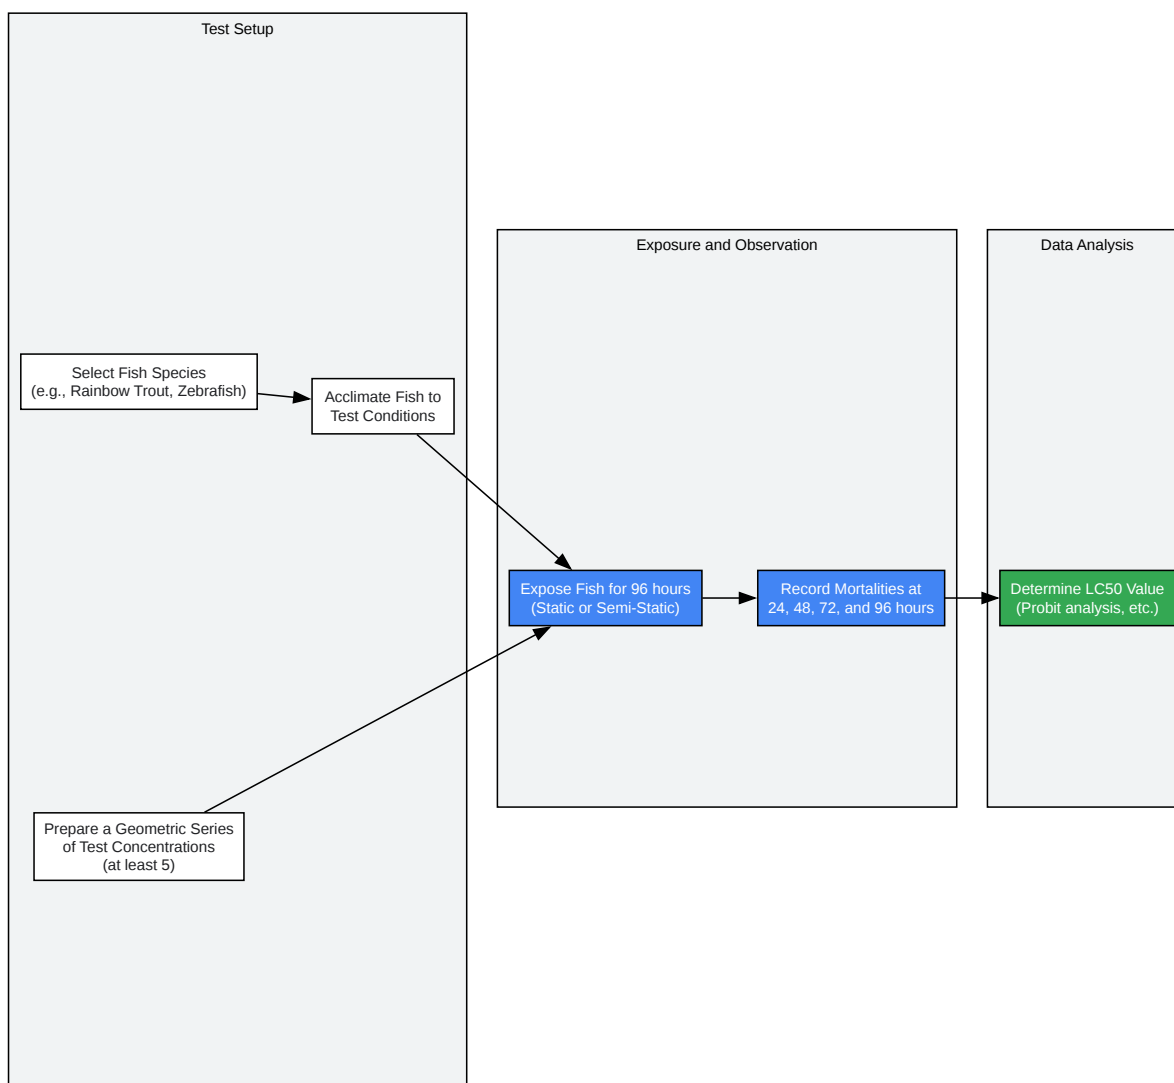 Test Setup
Select Fish Species
(e.g., Rainbow Trout, Zebrafish)
Acclimate Fish to
Test Conditions
Prepare a Geometric Series
of Test Concentrations
(at least 5)
Exposure and Observation
Expose Fish for 96 hours
(Static or Semi-Static)
Record Mortalities at
24, 48, 72, and 96 hours
Data Analysis
Determine LC50 Value
(Probit analysis, etc.)